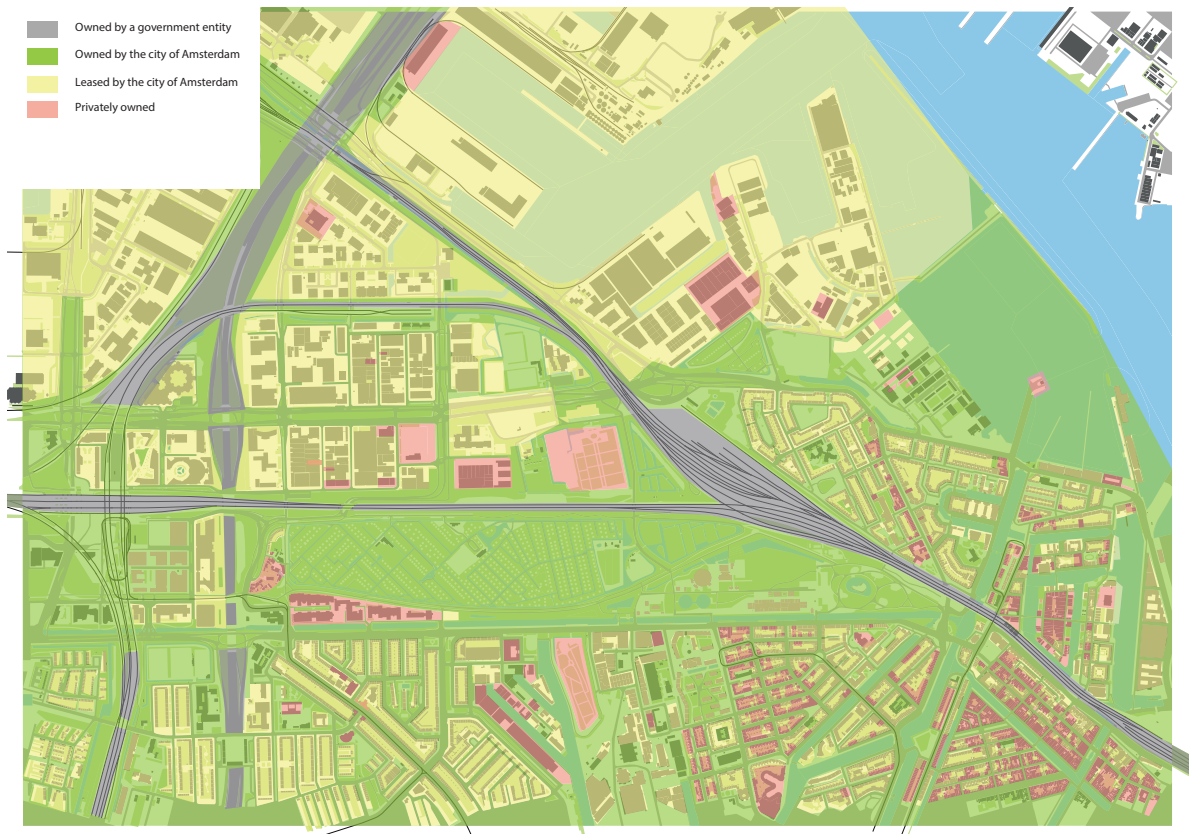 Owned by a government entity
Owned by the city of Amsterdam
Leased by the city of Amsterdam
Privately owned